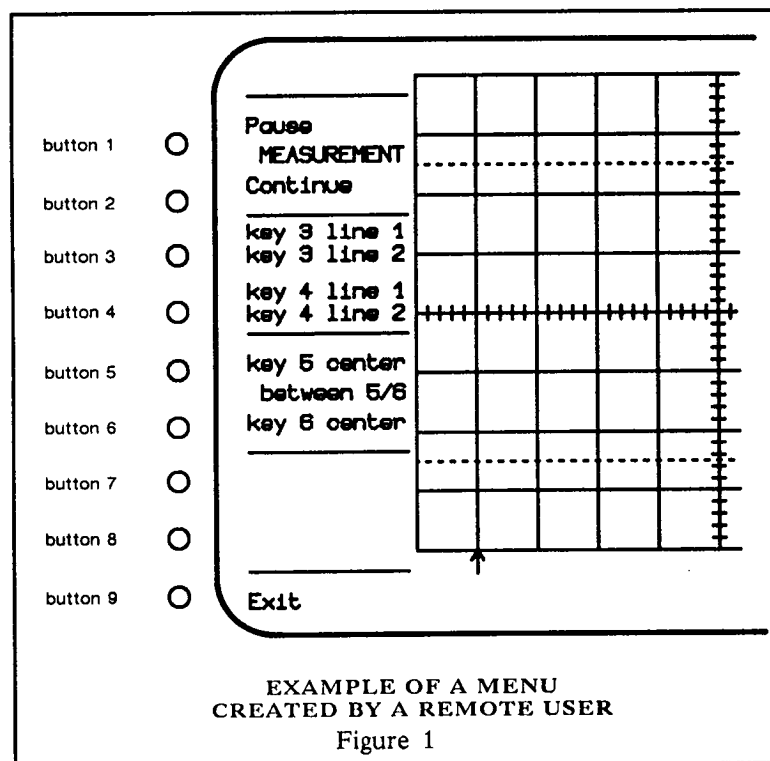 button 1
button 2
button 3
button 4
button 5
button 6
button 7
button 8
button 9
Pause
MEASUREMENT
Continue
key 3 line 1
key 3 line 2
key 4 line 1
key 4 line 2
key 5 center
between 5/6
key 6 center
Exit
EXAMPLE OF A MENU
CREATED BY A REMOTE USER
Figure 1